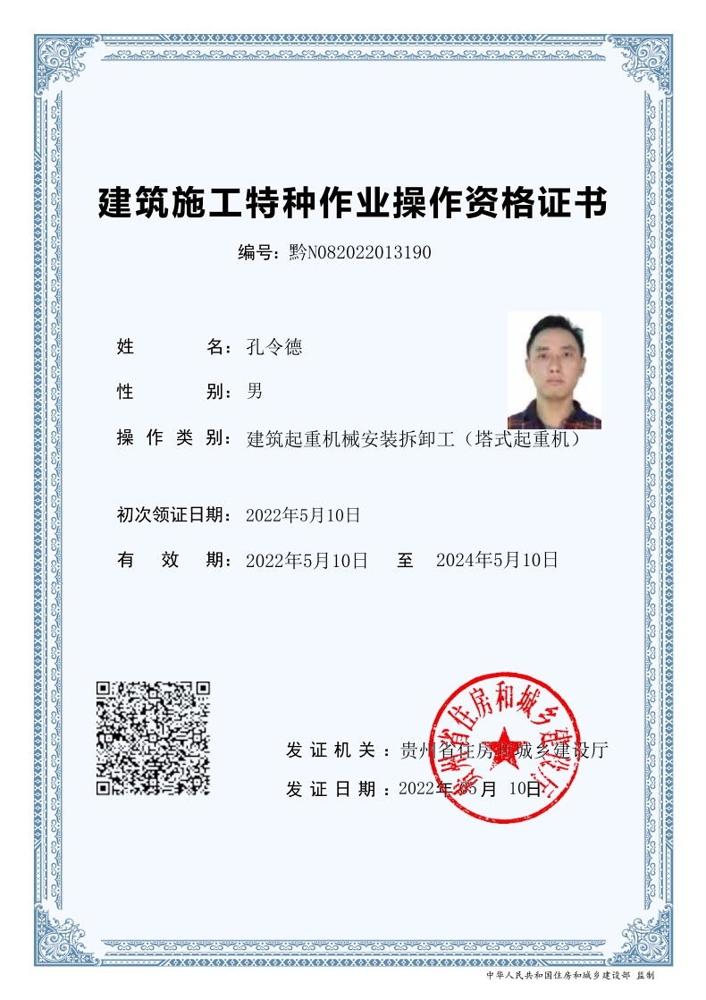 建筑施工特种作业操作资格证书
编号: 黔N082022013190
姓名: 孔令德
性别: 男
操作类别: 建筑起重机械安装拆卸工（塔式起重机）
初次领证日期: 2022年5月10日
有效期: 2022年5月10日 至 2024年5月10日
贵州省住房和城乡建设厅
发证机关: 贵州省住房和城乡建设厅
发证日期: 2022年 05月 10日
中华人民共和国住房和城乡建设部 监制